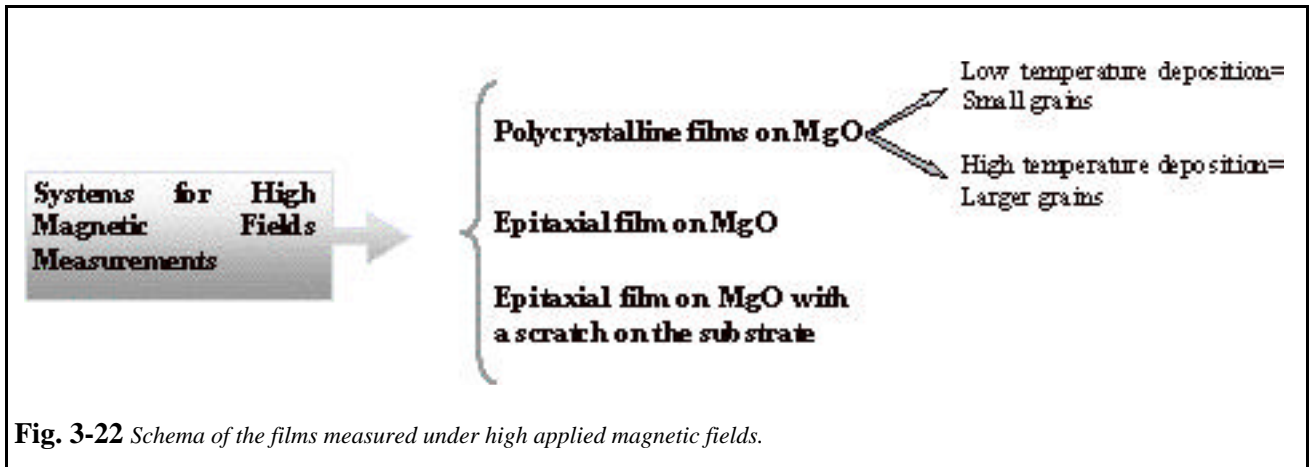 Systems for High
Magnetic Fields
Measurements
Polycrystalline films on MgO
Low temperature deposition=
Small grains
High temperature deposition=
Larger grains
Epitaxial film on MgO
Epitaxial film on MgO with
a scratch on the substrate
Fig. 3-22 Schema of the films measured under high applied magnetic fields.